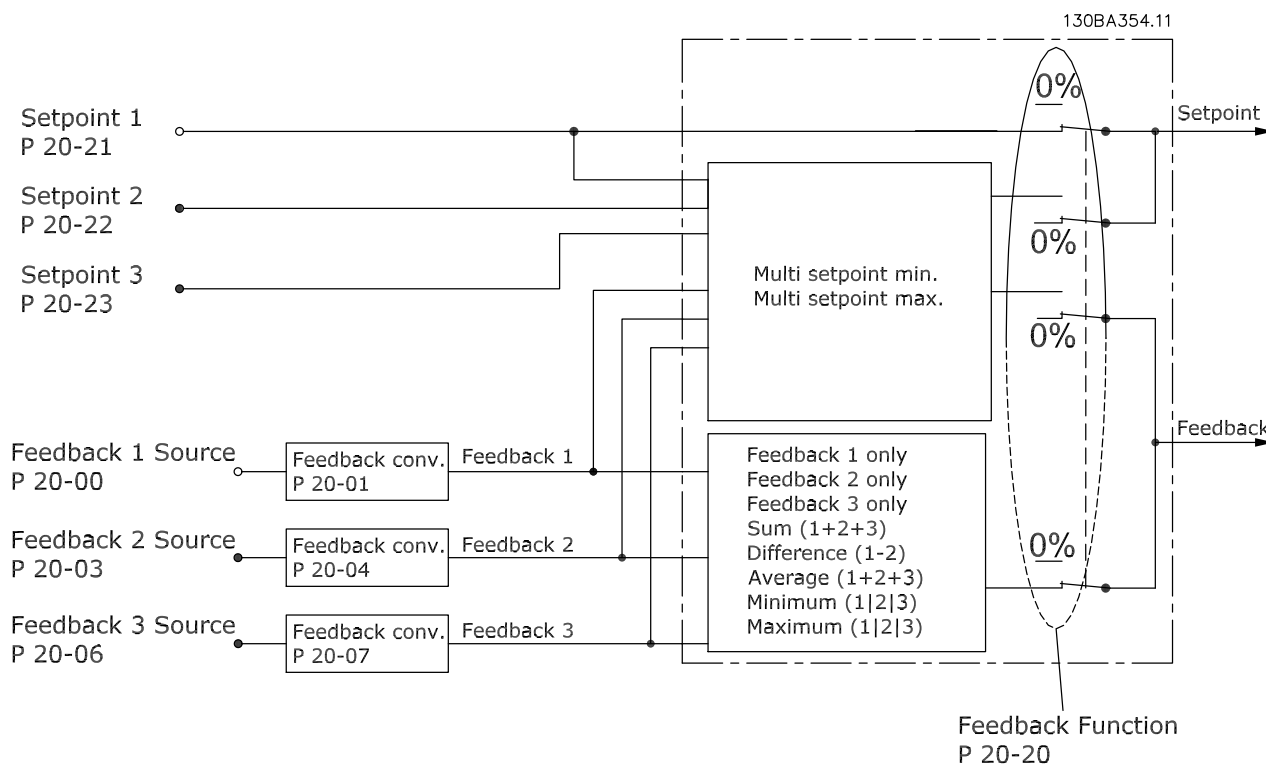 130BA354.11
0%
Setpoint 1
P 20-21
Setpoint
Setpoint 2
P 20-22
0%
Setpoint 3
P 20-23
Multi setpoint min.
Multi setpoint max.
0%
Feedback 1 Source
P 20-00
Feedback conv.
P 20-01
Feedback 1
Feedback
Feedback 1 only
Feedback 2 only
Feedback 3 only
Sum (1+2+3)
Difference (1-2)
Average (1+2+3)
Minimum (1|2|3)
Maximum (1|2|3)
0%
Feedback 2 Source
P 20-03
Feedback conv.
P 20-04
Feedback 2
Feedback 3 Source
P 20-06
Feedback conv.
P 20-07
Feedback 3
Feedback Function
P 20-20